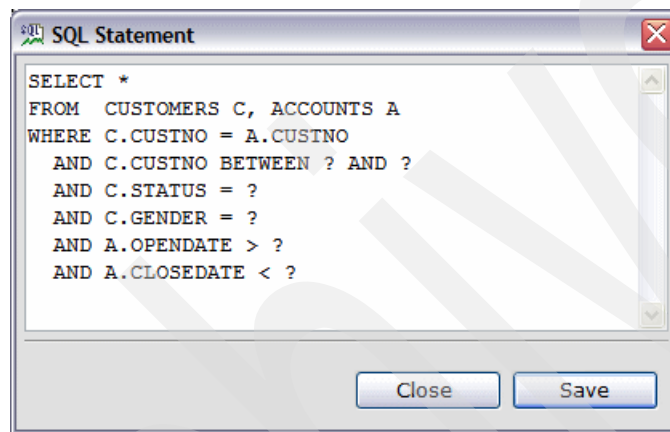 SQL Statement
SELECT *
FROM  CUSTOMERS C, ACCOUNTS A
WHERE C.CUSTNO = A.CUSTNO
  AND C.CUSTNO BETWEEN ? AND ?
  AND C.STATUS = ?
  AND C.GENDER = ?
  AND A.OPENDATE > ?
  AND A.CLOSEDATE < ?
Close Save